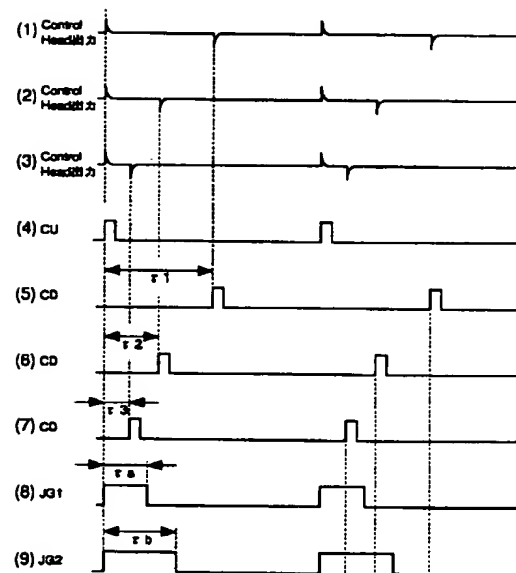 (1) Control
Head出力
(2) Control
Head出力
(3) Control
Head出力
(4) CU
τ1
(5) CD
τ2
(6) CD
τ3
(7) CD
τa
(8) JG1
τb
(9) JG2